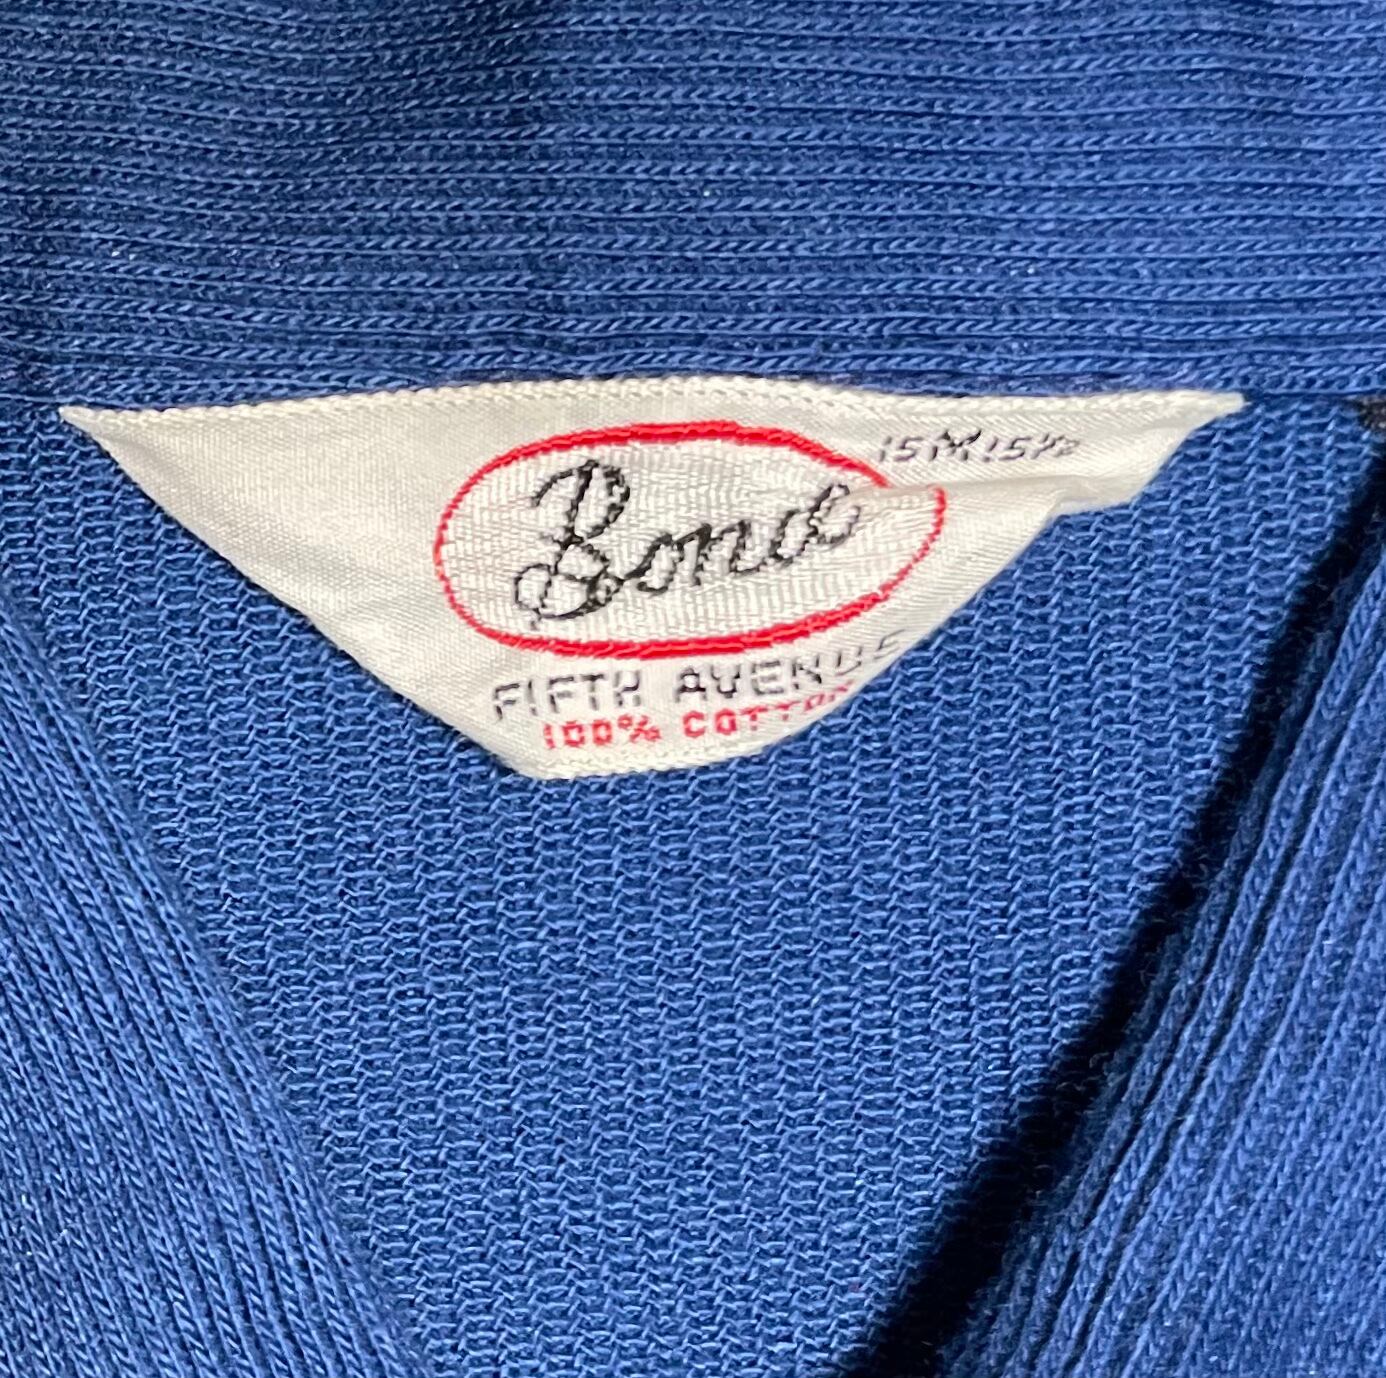 15 M 15½
Bond
FIFTH AVENUE
100% COTTON